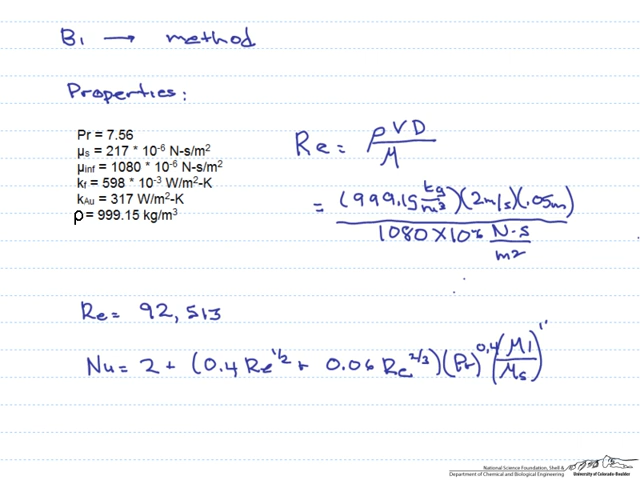 Bi → method
Properties:
Pr = 7.56
μs = 217 * 10-6 N-s/m2
μinf = 1080 * 10-6 N-s/m2
kf = 598 * 10-3 W/m2-K
kAu = 317 W/m2-K
ρ = 999.15 kg/m3
Re = ρVD / μ
= (999.15 kg/m3)(2m/s)(.05m) / 1080×10-6 N·s/m2
Re = 92,513
Nu = 2 + (0.4 Re^1/2 + 0.06 Re^2/3)(Pr)^0.4 (μ/μs)
National Science Foundation, Shell &
Department of Chemical and Biological Engineering
University of Colorado Boulder